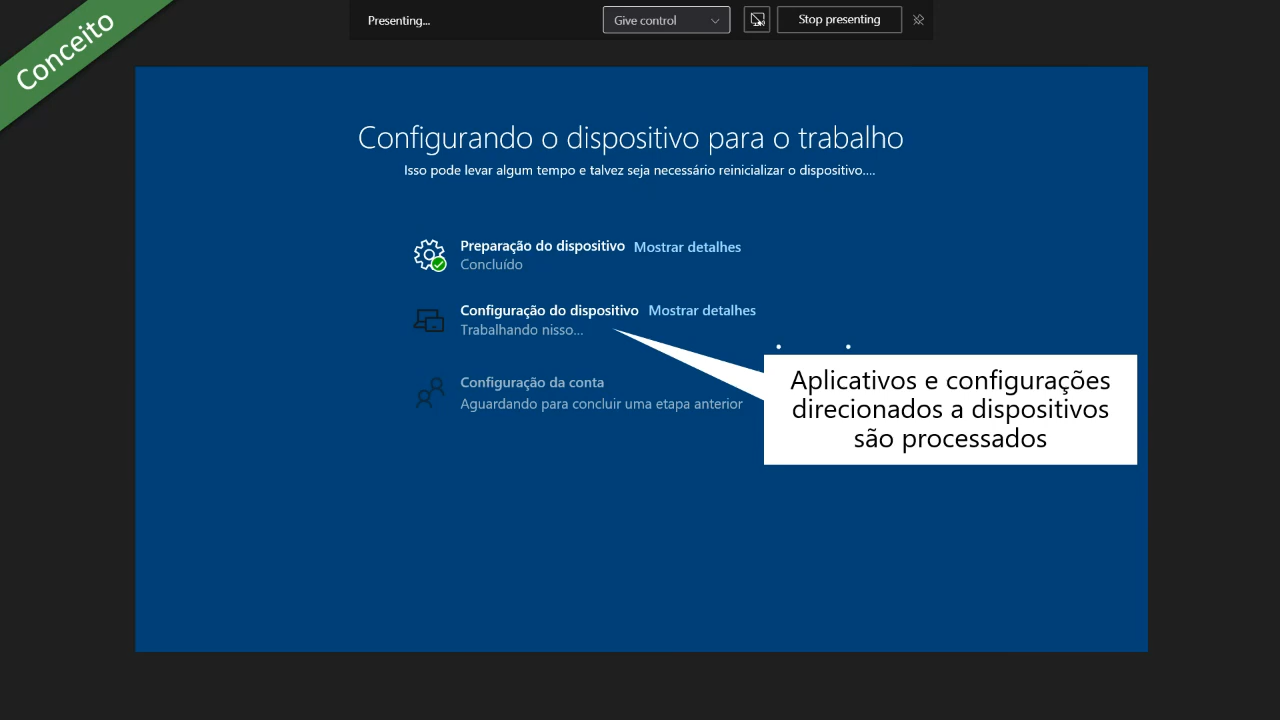 Conceito
Presenting...
Give control
Stop presenting
Configurando o dispositivo para o trabalho
Isso pode levar algum tempo e talvez seja necessário reinicializar o dispositivo....
Preparação do dispositivo Mostrar detalhes
Concluído
Configuração do dispositivo Mostrar detalhes
Trabalhando nisso...
Configuração da conta
Aguardando para concluir uma etapa anterior
Aplicativos e configurações
direcionados a dispositivos
são processados